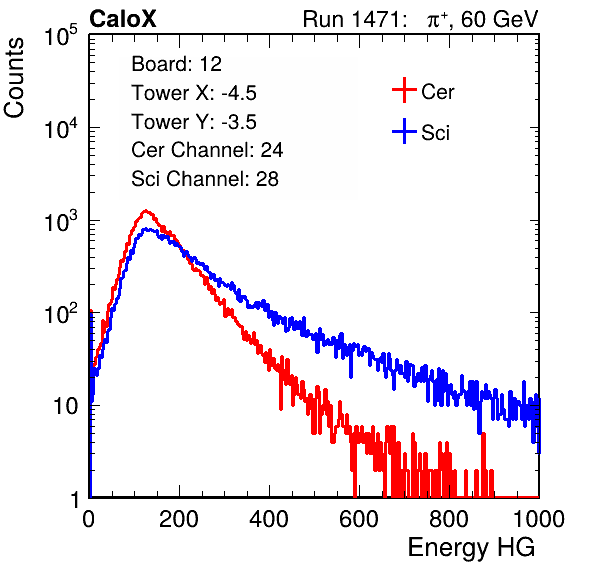 CaloX Run 1471: π⁺, 60 GeV
Counts
Board: 12
Tower X: -4.5
Tower Y: -3.5
Cer Channel: 24
Sci Channel: 28
Cer
Sci
10⁵
10⁴
10³
10²
10
1
0 200 400 600 800 1000
Energy HG